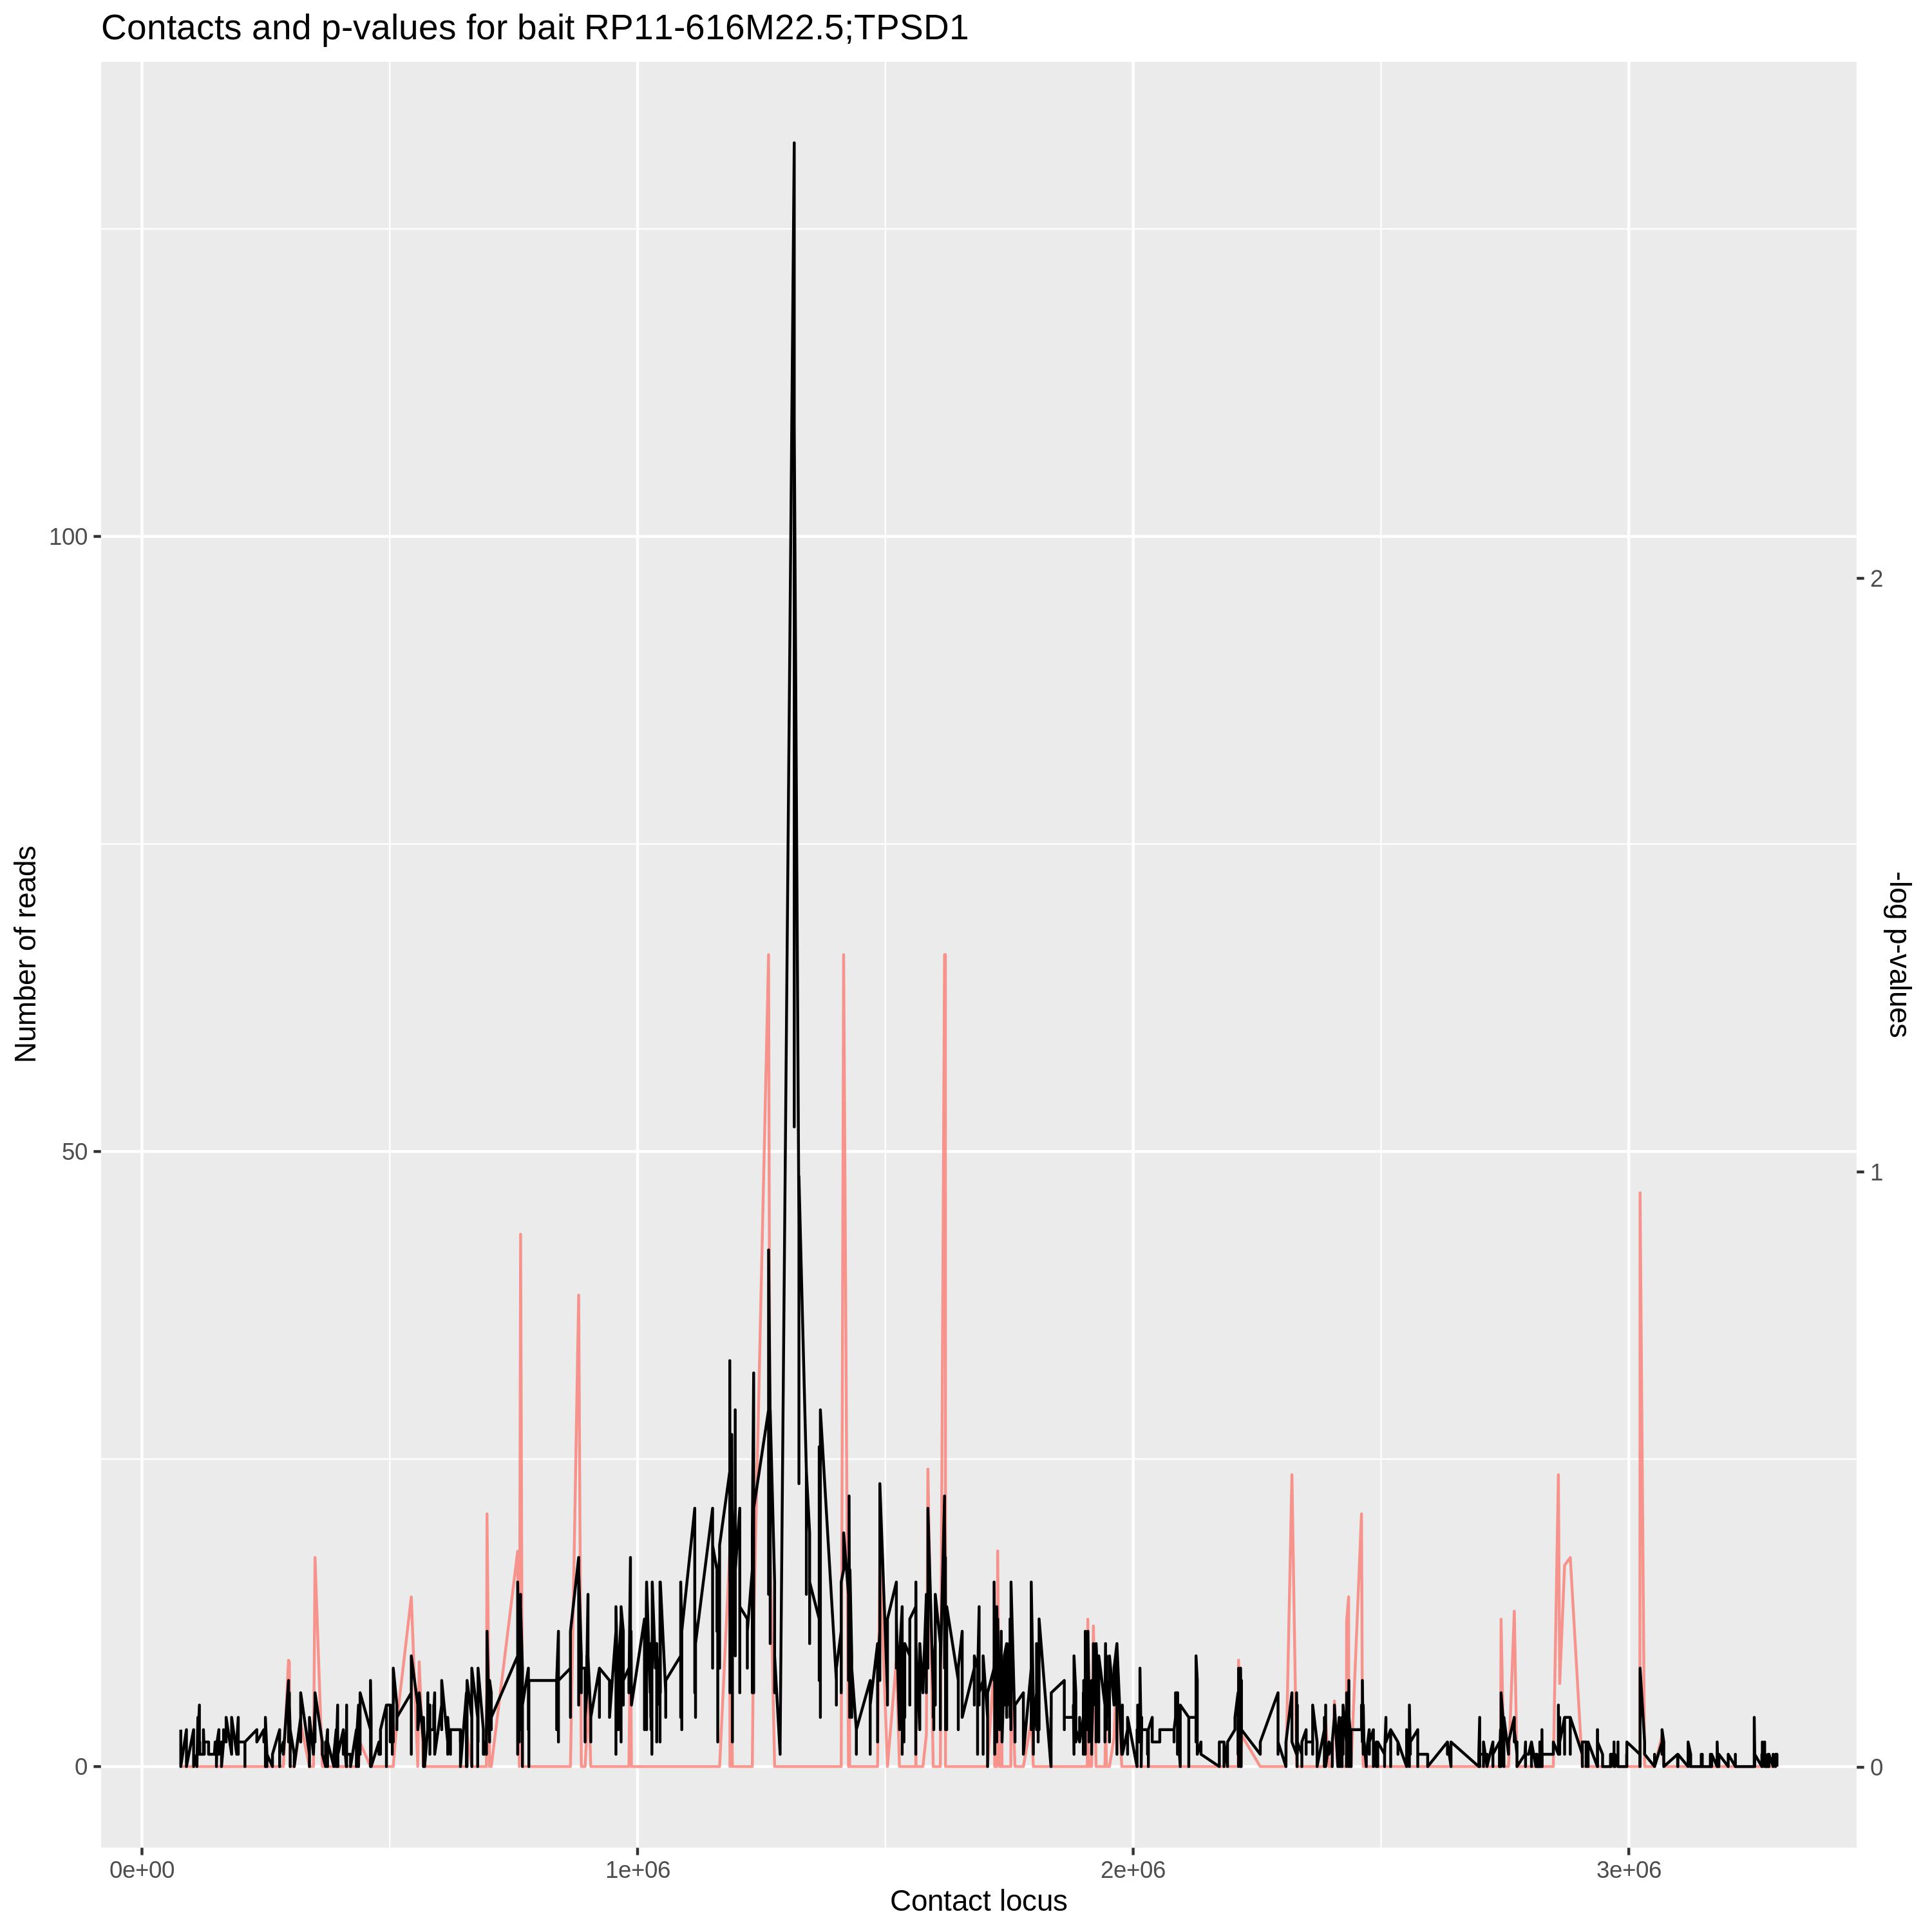 Contacts and p-values for bait RP11-616M22.5;TPSD1
Number of reads
100
50
0
-log p-values
2
1
0
0e+00
1e+06
2e+06
3e+06
Contact locus